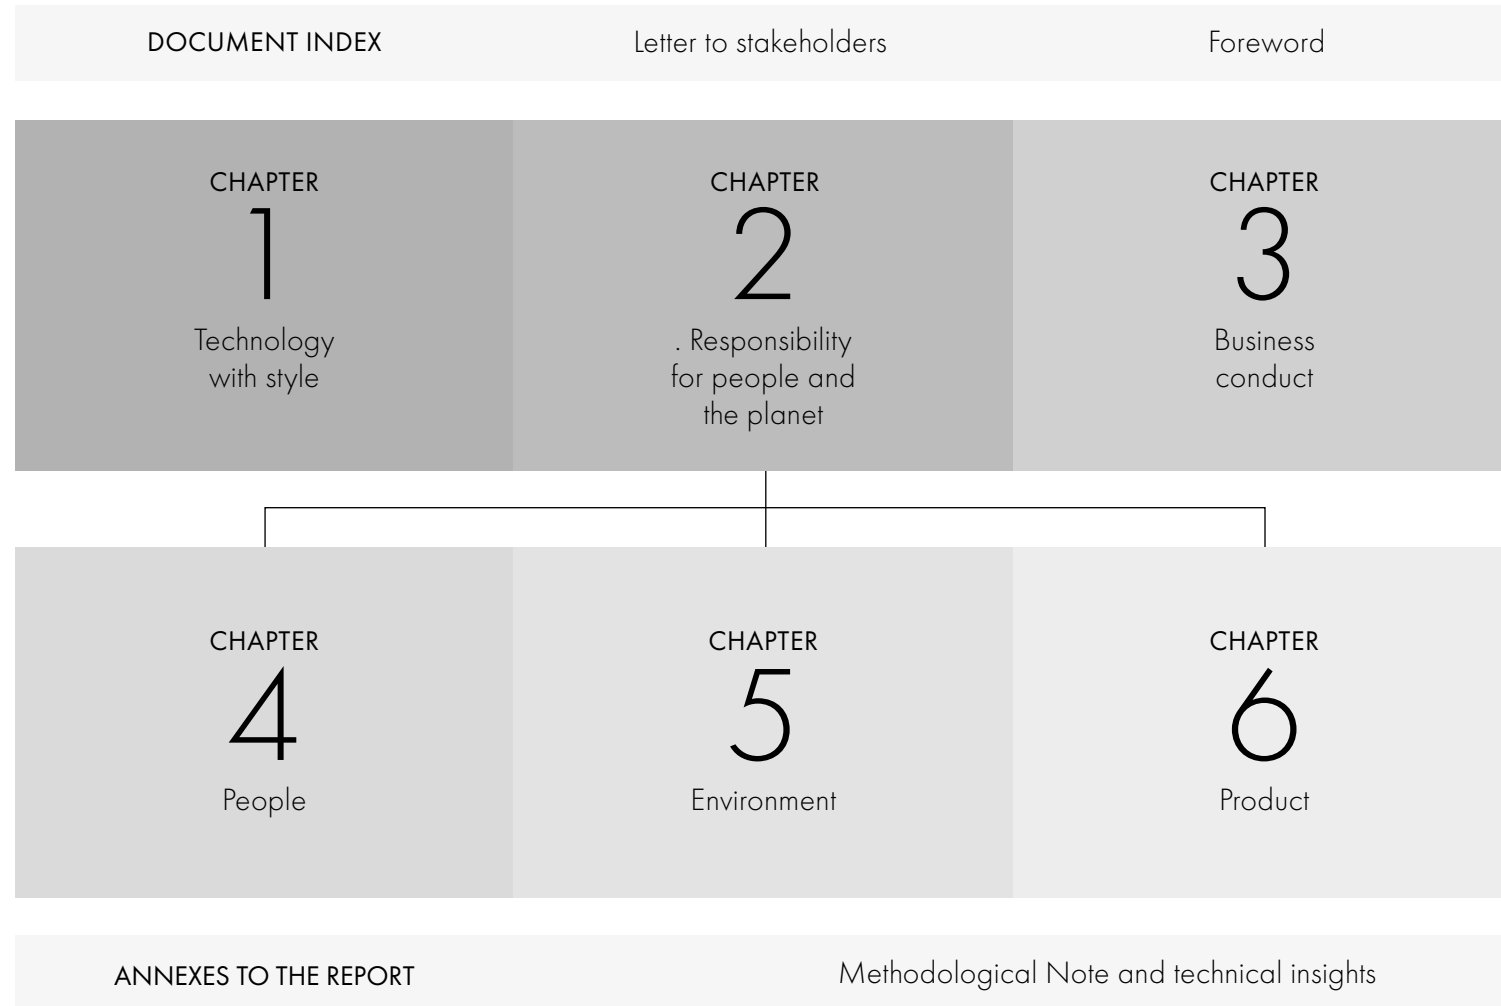 DOCUMENT INDEX
Letter to stakeholders
Foreword
CHAPTER
1
Technology
with style
CHAPTER
2
. Responsibility
for people and
the planet
CHAPTER
3
Business
conduct
CHAPTER
4
People
CHAPTER
5
Environment
CHAPTER
6
Product
ANNEXES TO THE REPORT
Methodological Note and technical insights